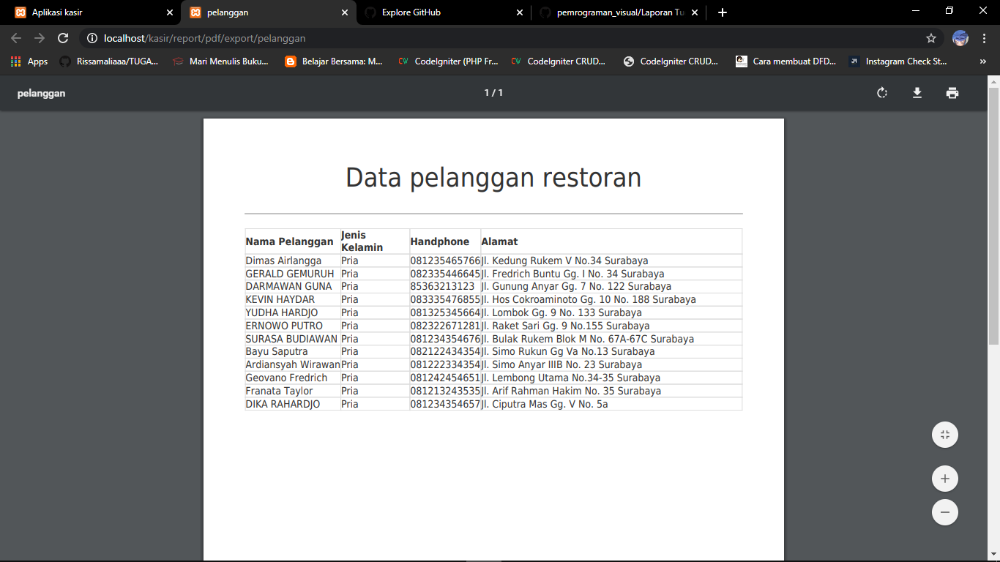 Aplikasi kasir
pelanggan
Explore GitHub
pemrograman_visual/Laporan Tu
localhost/kasir/report/pdf/export/pelanggan
Apps
Rissamaliaaa/TUGA...
Mari Menulis Buku...
Belajar Bersama: M...
CW
CodeIgniter (PHP Fr...
CW
CodeIgniter CRUD...
CodeIgniter CRUD...
Cara membuat DFD...
Instagram Check St...
»
pelanggan
1 / 1
Data pelanggan restoran
Nama Pelanggan Jenis Kelamin Handphone Alamat
Dimas Airlangga Pria 081235465766 Jl. Kedung Rukem V No.34 Surabaya
GERALD GEMURUH Pria 082335446645 Jl. Fredrich Buntu Gg. I No. 34 Surabaya
DARMAWAN GUNA Pria 85363213123 Jl. Gunung Anyar Gg. 7 No. 122 Surabaya
KEVIN HAYDAR Pria 083335476855 Jl. Hos Cokroaminoto Gg. 10 No. 188 Surabaya
YUDHA HARDJO Pria 081325345664 Jl. Lombok Gg. 9 No. 133 Surabaya
ERNOWO PUTRO Pria 082322671281 Jl. Raket Sari Gg. 9 No.155 Surabaya
SURASA BUDIAWAN Pria 081234354676 Jl. Bulak Rukem Blok M No. 67A-67C Surabaya
Bayu Saputra Pria 082122434354 Jl. Simo Rukun Gg Va No.13 Surabaya
Ardiansyah Wirawan Pria 081222334354 Jl. Simo Anyar IIIB No. 23 Surabaya
Geovano Fredrich Pria 081242454651 Jl. Lembong Utama No.34-35 Surabaya
Franata Taylor Pria 081213243535 Jl. Arif Rahman Hakim No. 35 Surabaya
DIKA RAHARDJO Pria 081234354657 Jl. Ciputra Mas Gg. V No. 5a